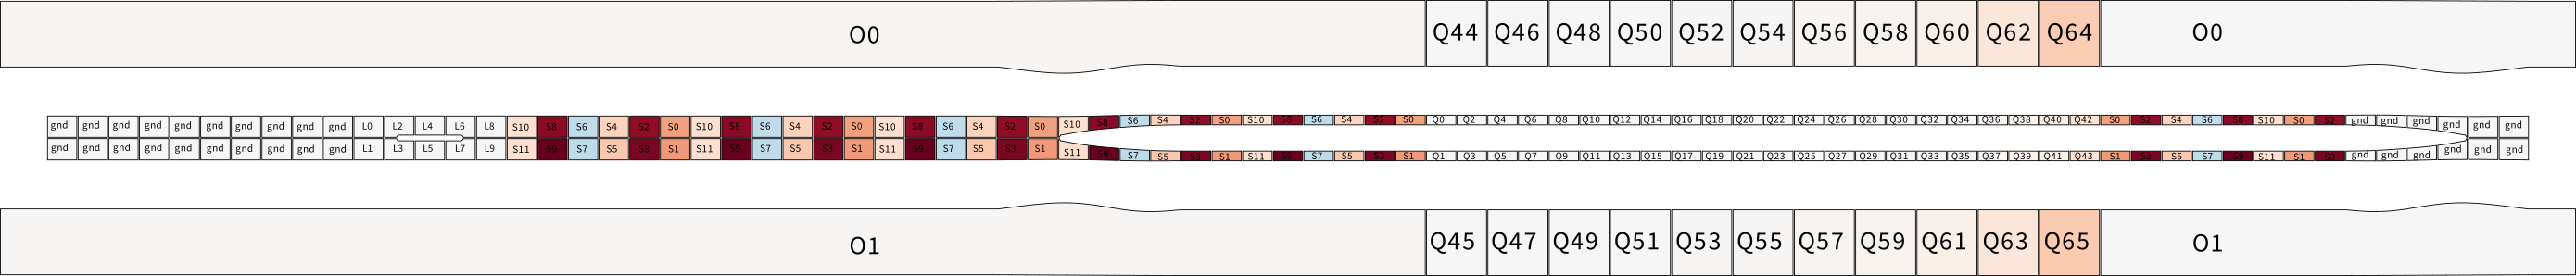 O0 Q44 Q46 Q48 Q50 Q52 Q54 Q56 Q58 Q60 Q62 Q64 O0
gnd gnd gnd gnd gnd gnd gnd gnd gnd gnd L0 L2 L4 L6 L8 S10 S8 S6 S4 S2 S0 S10 S8 S6 S4 S2 S0 S10 S8 S6 S4 S2 S0 S10 S8 S6 S4 S2 S0 S10 S8 S6 S4 S2 S0 Q0 Q2 Q4 Q6 Q8 Q10 Q12 Q14 Q16 Q18 Q20 Q22 Q24 Q26 Q28 Q30 Q32 Q34 Q36 Q38 Q40 Q42 S0 S2 S4 S6 S8 S10 S0 S2 gnd gnd gnd gnd gnd gnd
gnd gnd gnd gnd gnd gnd gnd gnd gnd gnd L1 L3 L5 L7 L9 S11 S9 S7 S5 S3 S1 S11 S9 S7 S5 S3 S1 S11 S9 S7 S5 S3 S1 S11 S9 S7 S5 S3 S1 S11 S9 S7 S5 S3 S1 Q1 Q3 Q5 Q7 Q9 Q11 Q13 Q15 Q17 Q19 Q21 Q23 Q25 Q27 Q29 Q31 Q33 Q35 Q37 Q39 Q41 Q43 S1 S3 S5 S7 S9 S11 S1 S3 gnd gnd gnd gnd gnd gnd
O1 Q45 Q47 Q49 Q51 Q53 Q55 Q57 Q59 Q61 Q63 Q65 O1